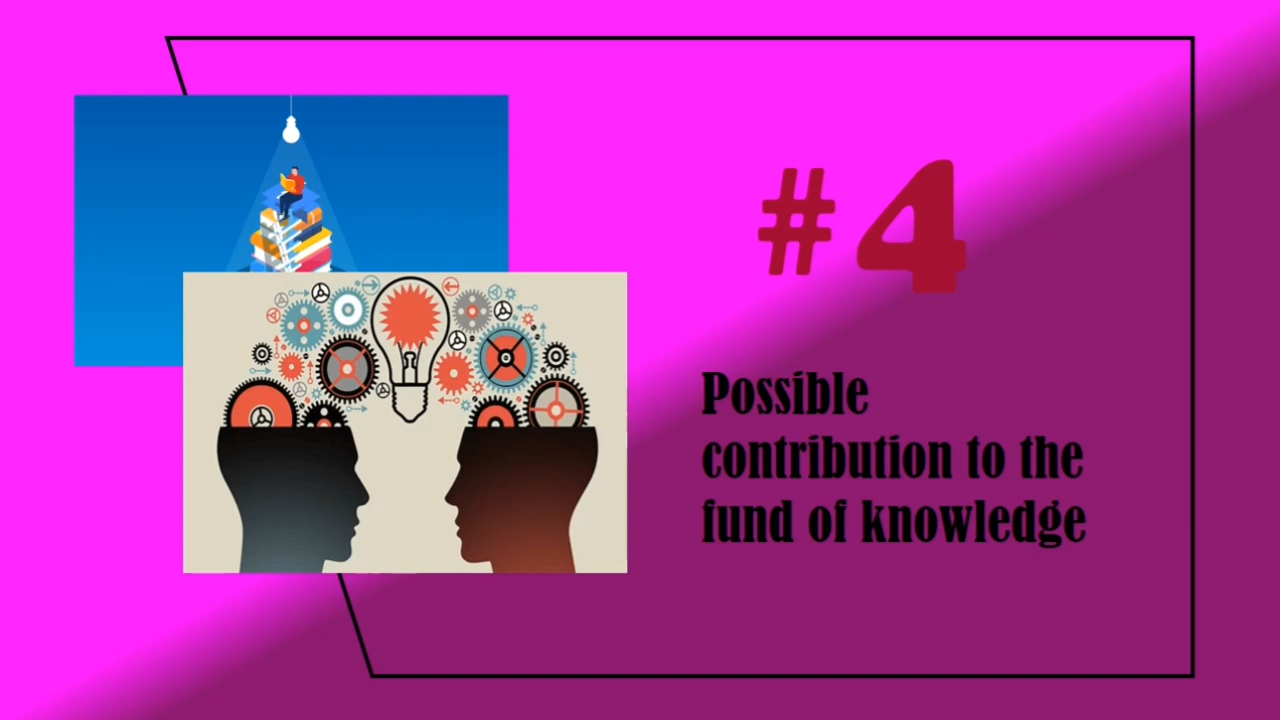 #4
Possible
contribution to the
fund of knowledge